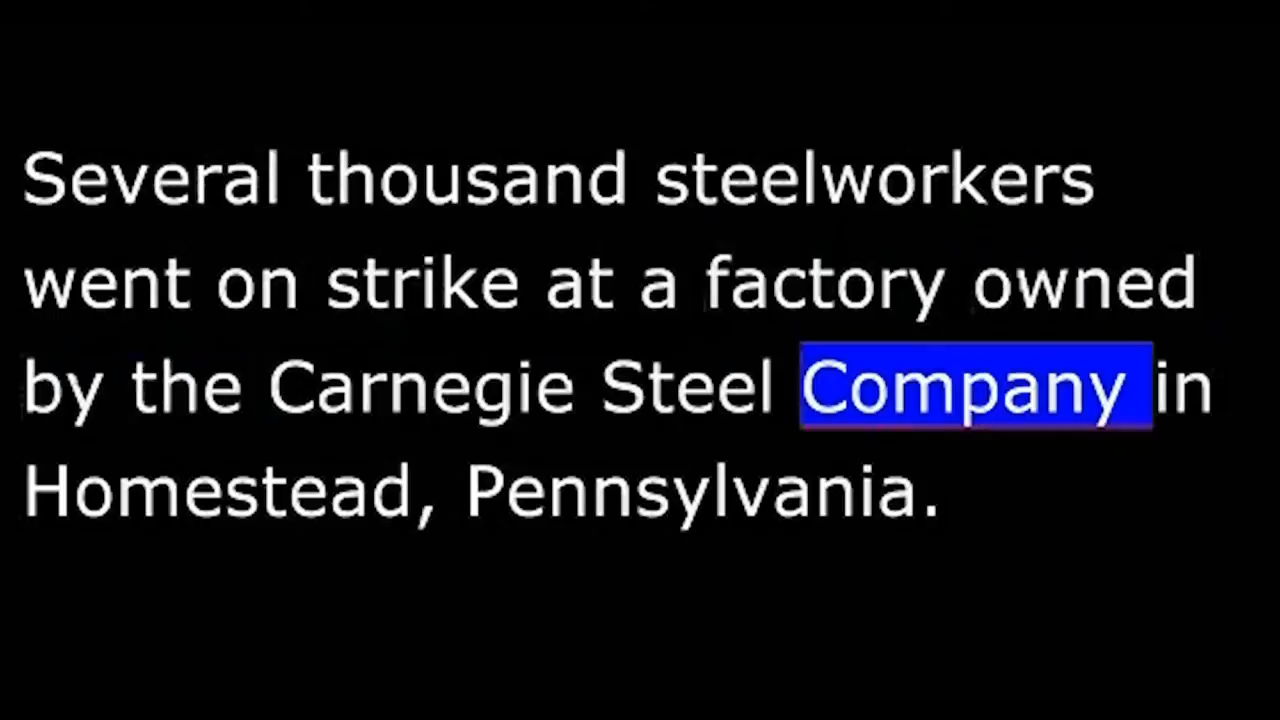 Several thousand steelworkers
went on strike at a factory owned
by the Carnegie Steel Company in
Homestead, Pennsylvania.